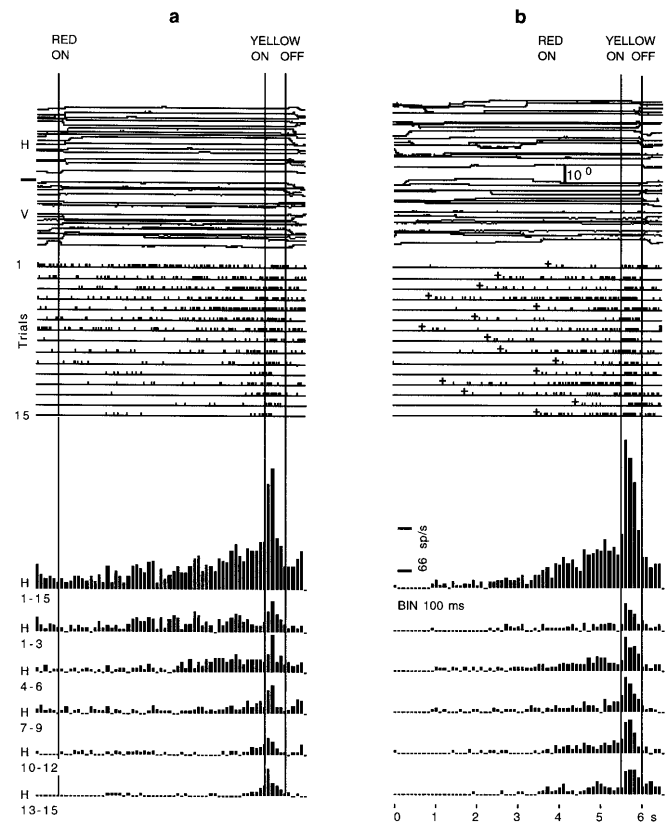 a
b
RED
ON
YELLOW
ON OFF
RED
ON
YELLOW
ON OFF
H
V
10 0
1
Trials
15
66 sp/s
H
1-15
BIN 100 ms
H
1-3
H
4-6
H
7-9
H
10-12
H
13-15
0 1 2 3 4 5 6 s